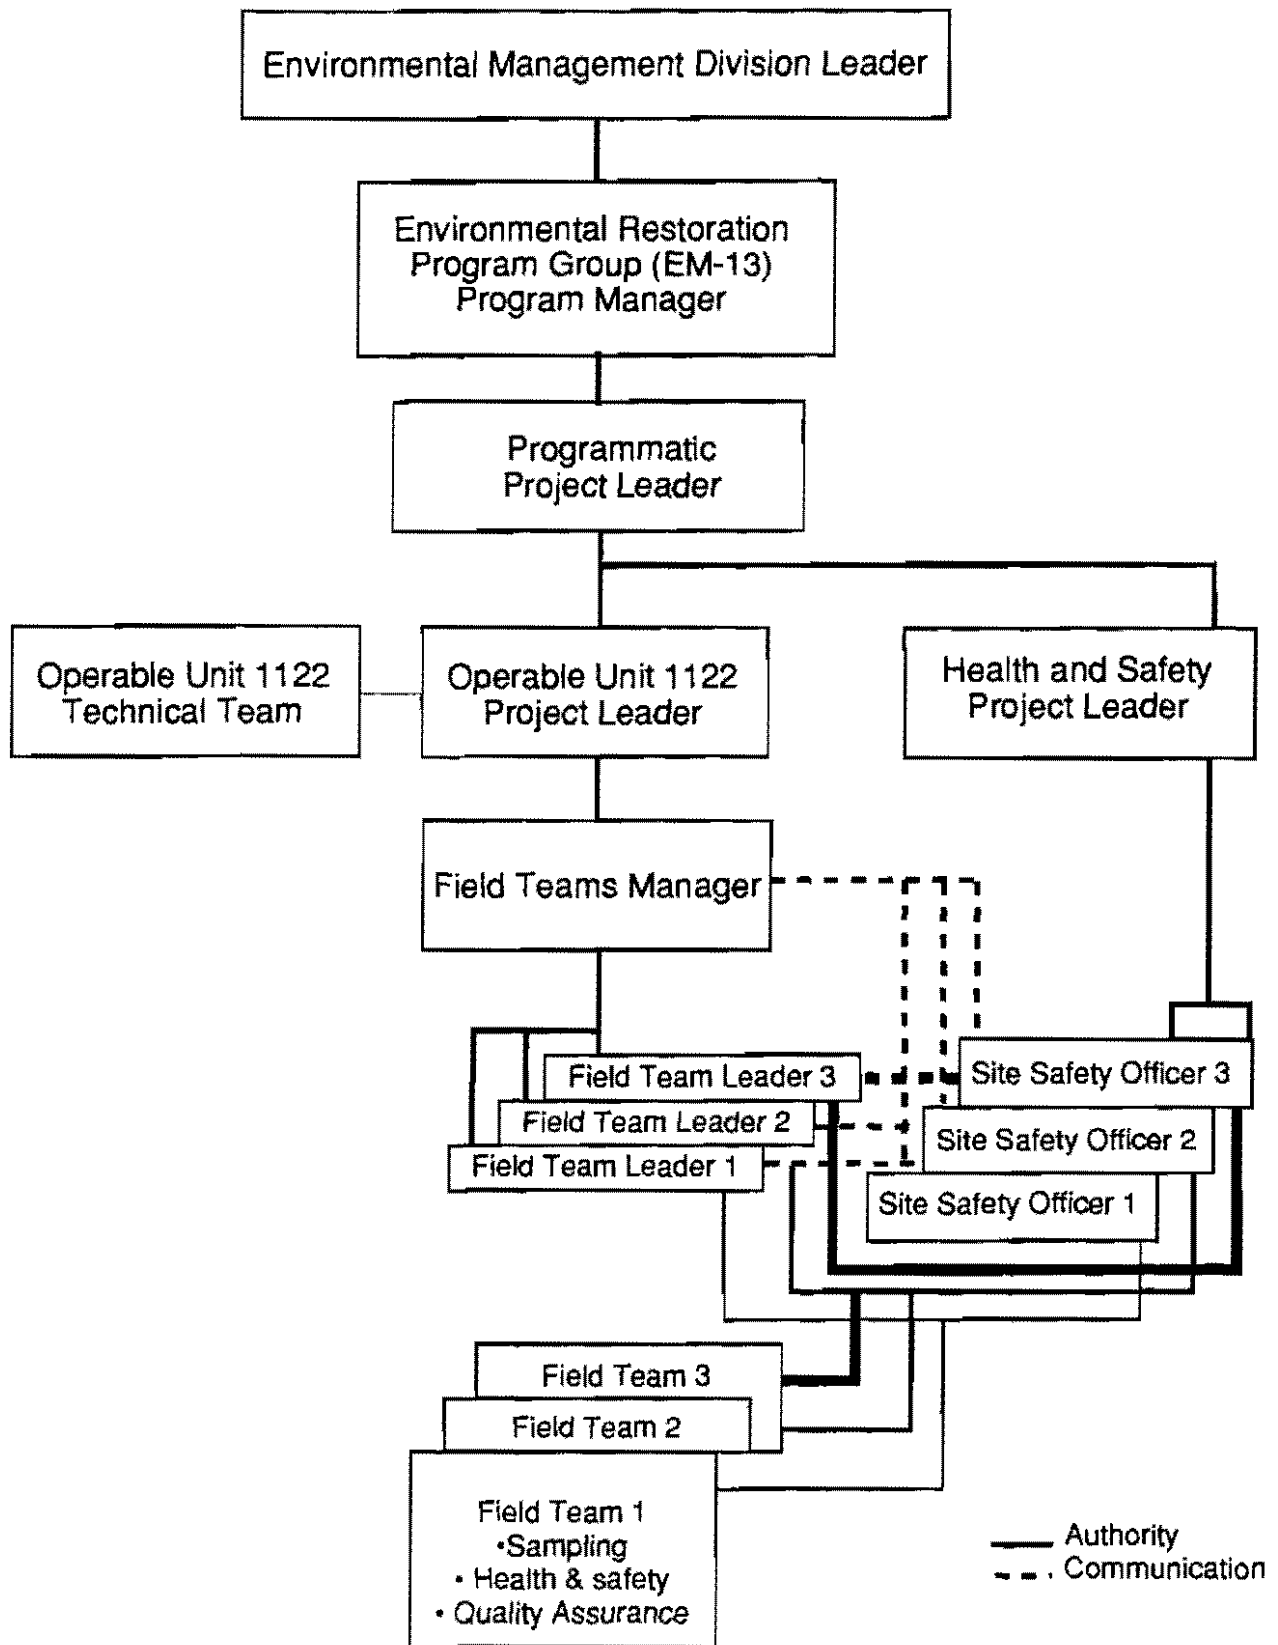 Environmental Management Division Leader
Environmental Restoration
Program Group (EM-13)
Program Manager
Programmatic
Project Leader
Operable Unit 1122
Technical Team
Operable Unit 1122
Project Leader
Health and Safety
Project Leader
Field Teams Manager
Field Team Leader 3
Field Team Leader 2
Field Team Leader 1
Site Safety Officer 3
Site Safety Officer 2
Site Safety Officer 1
Field Team 3
Field Team 2
Field Team 1
•Sampling
• Health & safety
• Quality Assurance
Authority
Communication